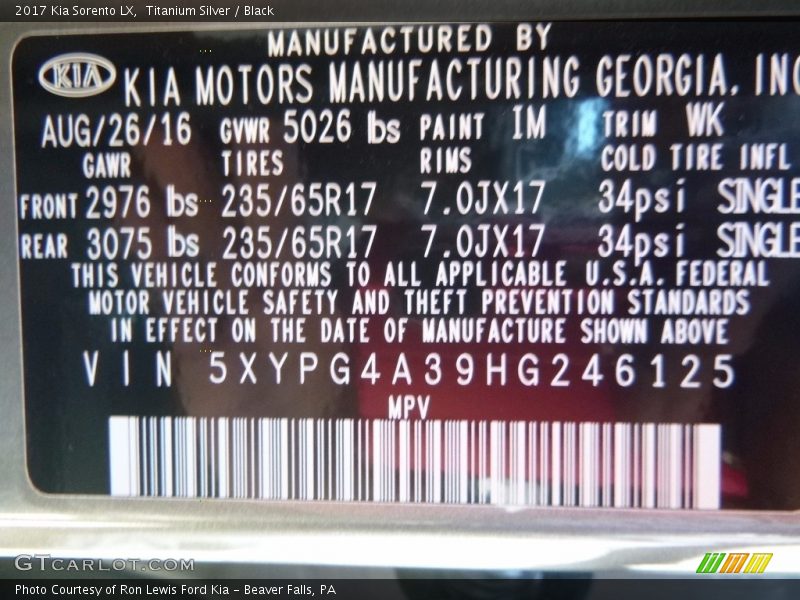 2017 Kia Sorento LX, Titanium Silver / Black
MANUFACTURED BY
KIA KIA MOTORS MANUFACTURING GEORGIA, INC
AUG/26/16 GVWR 5026 lbs PAINT IM TRIM WK
GAWR TIRES RIMS COLD TIRE INFL
FRONT 2976 lbs 235/65R17 7.0JX17 34psi SINGLE
REAR 3075 lbs 235/65R17 7.0JX17 34psi SINGLE
THIS VEHICLE CONFORMS TO ALL APPLICABLE U.S.A. FEDERAL
MOTOR VEHICLE SAFETY AND THEFT PREVENTION STANDARDS
IN EFFECT ON THE DATE OF MANUFACTURE SHOWN ABOVE
VIN 5XYPG4A39HG246125
MPV
GTCARLOT.COM
Photo Courtesy of Ron Lewis Ford Kia - Beaver Falls, PA